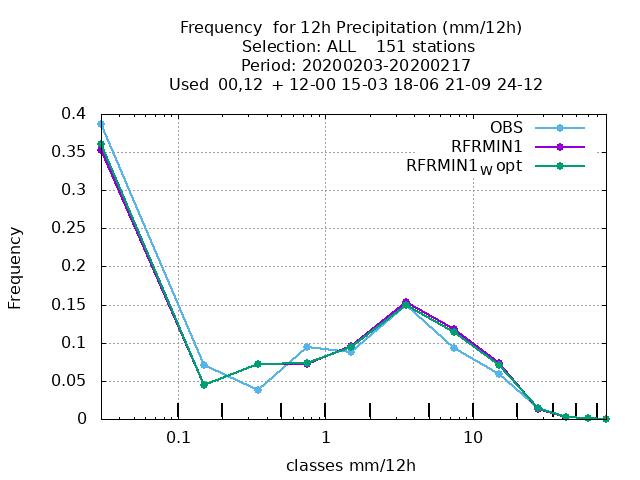 Frequency  for 12h Precipitation (mm/12h)
Selection: ALL    151 stations
Period: 20200203-20200217
Used  00,12  + 12-00 15-03 18-06 21-09 24-12
OBS
RFRMIN1
RFRMIN1W opt
0.4
0.35
0.3
0.25
0.2
0.15
0.1
0.05
0
Frequency
0.1 1 10
classes mm/12h